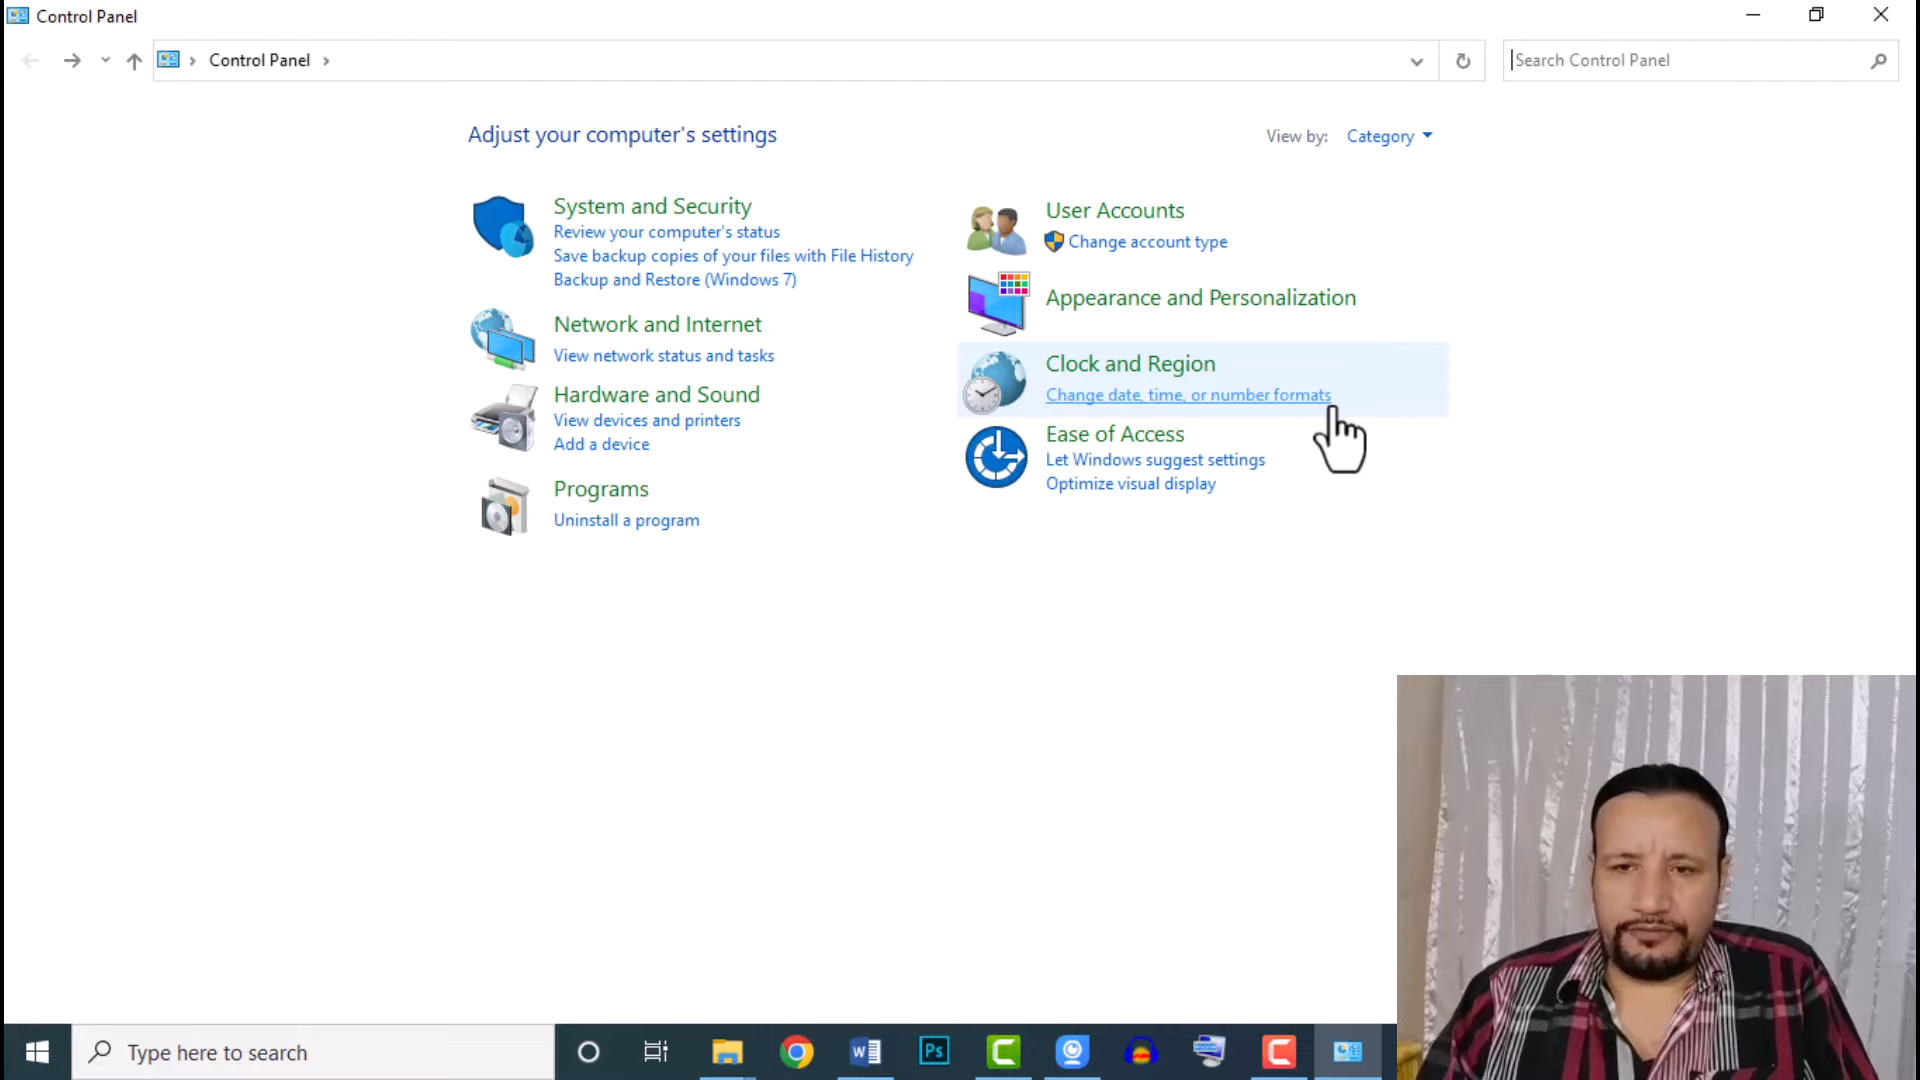 Control Panel
Control Panel
Search Control Panel
Adjust your computer's settings
View by: Category
System and Security
Review your computer's status
Save backup copies of your files with File History
Backup and Restore (Windows 7)
Network and Internet
View network status and tasks
Hardware and Sound
View devices and printers
Add a device
Programs
Uninstall a program
User Accounts
Change account type
Appearance and Personalization
Clock and Region
Change date, time, or number formats
Ease of Access
Let Windows suggest settings
Optimize visual display
Type here to search
Ps